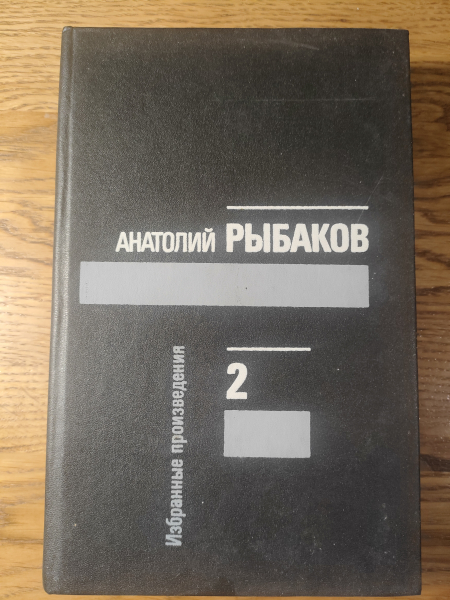 АНАТОЛИЙ РЫБАКОВ
2
Избранные произведения